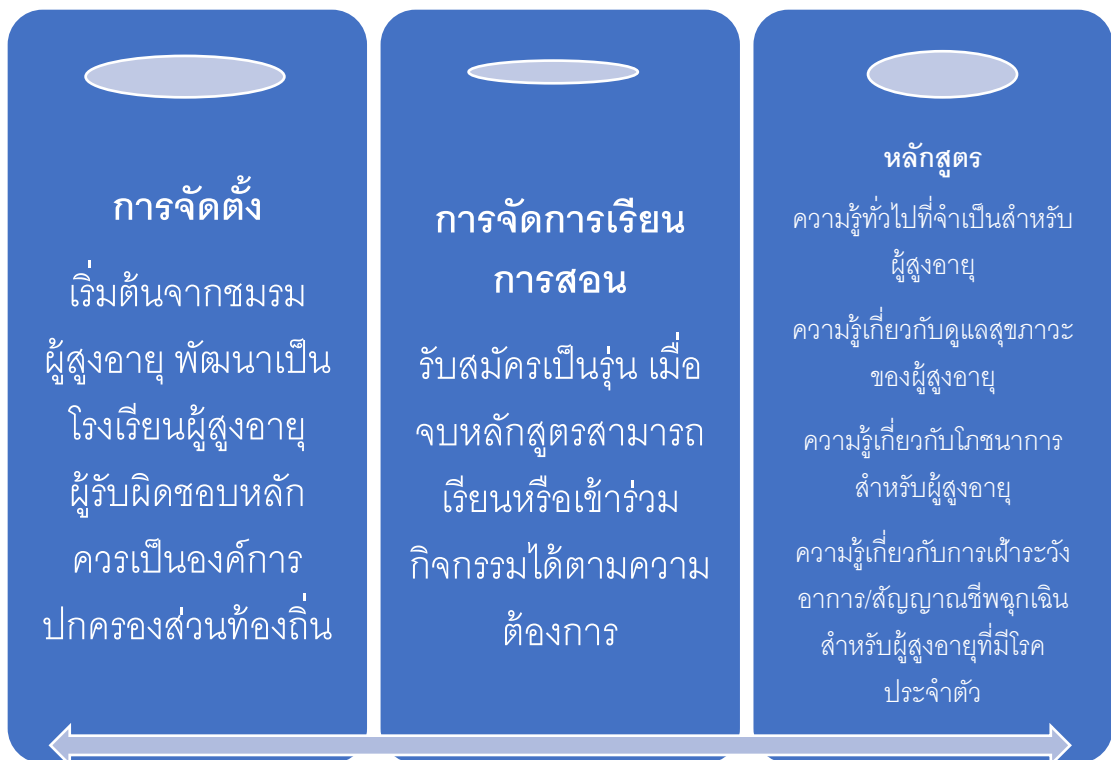 การจัดตั้ง
เริ่มต้นจากชมรม
ผู้สูงอายุ พัฒนาเป็น
โรงเรียนผู้สูงอายุ
ผู้รับผิดชอบหลัก
ควรเป็นองค์การ
ปกครองส่วนท้องถิ่น
การจัดการเรียน
การสอน
รับสมัครเป็นรุ่น เมื่อ
จบหลักสูตรสามารถ
เรียนหรือเข้าร่วม
กิจกรรมได้ตามความ
ต้องการ
หลักสูตร
ความรู้ทั่วไปที่จำเป็นสำหรับ
ผู้สูงอายุ
ความรู้เกี่ยวกับดูแลสุขภาวะ
ของผู้สูงอายุ
ความรู้เกี่ยวกับโภชนาการ
สำหรับผู้สูงอายุ
ความรู้เกี่ยวกับการเฝ้าระวัง
อาการ/สัญญาณชีพฉุกเฉิน
สำหรับผู้สูงอายุที่มีโรค
ประจำตัว